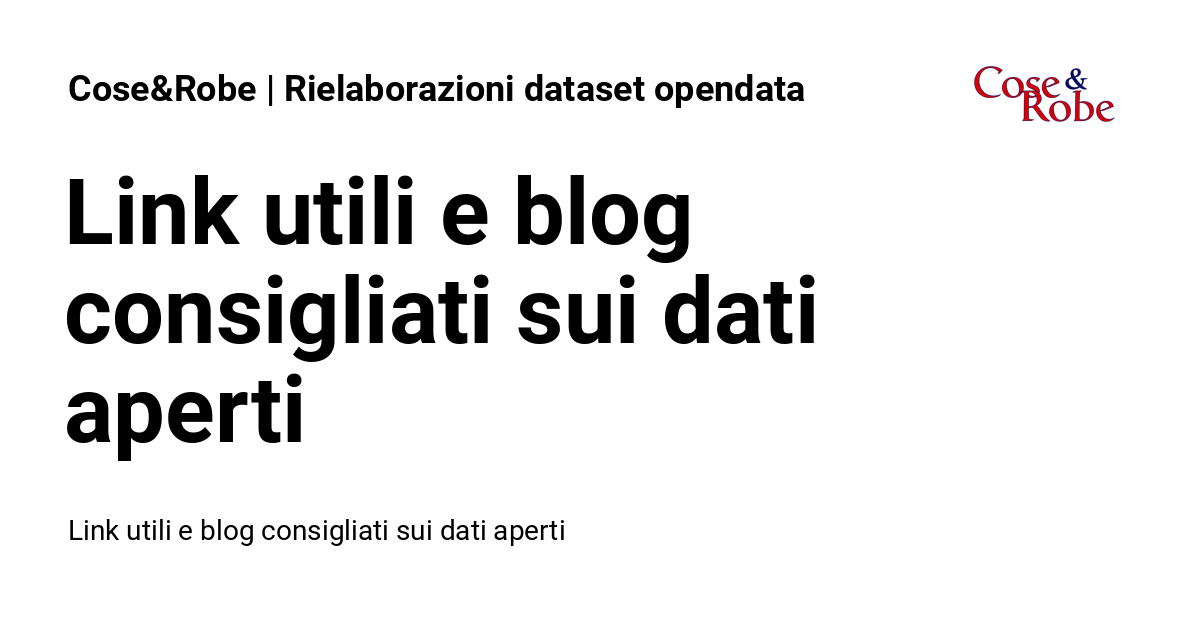 Cose&Robe | Rielaborazioni dataset opendata
Cose &
Robe
Link utili e blog
consigliati sui dati
aperti
Link utili e blog consigliati sui dati aperti